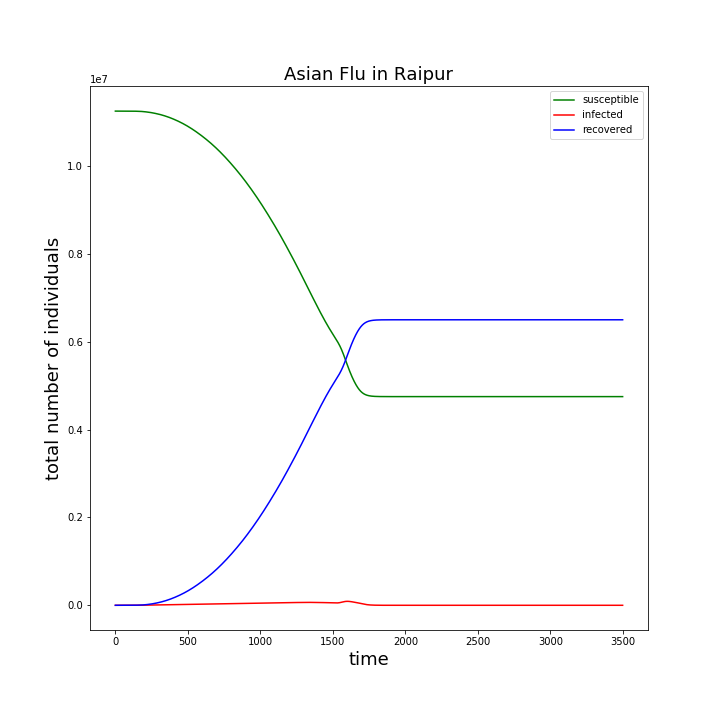 Asian Flu in Raipur
1e7
susceptible
infected
recovered
1.0
0.8
0.6
0.4
0.2
0.0
total number of individuals
0 500 1000 1500 2000 2500 3000 3500
time